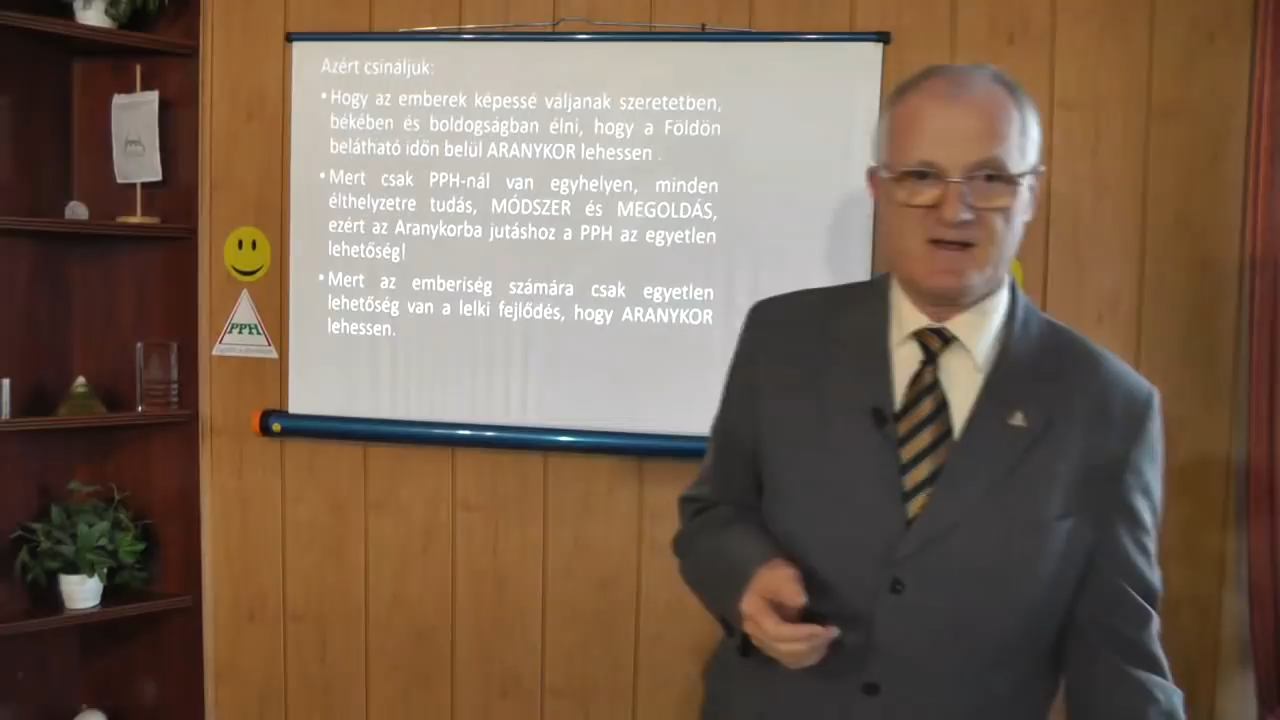 Azért csináljuk:
• Hogy az emberek képessé váljanak szeretetben,
békében és boldogságban élni, hogy a Földön
belátható időn belül ARANYKOR lehessen .
• Mert csak PPH-nál van egyhelyen, minden
élthelyzetre tudás, MÓDSZER és MEGOLDÁS,
ezért az Aranykorba jutáshoz a PPH az egyetlen
lehetőség!
• Mert az emberiség számára csak egyetlen
lehetőség van a lelki fejlődés, hogy ARANYKOR
lehessen.
PPH